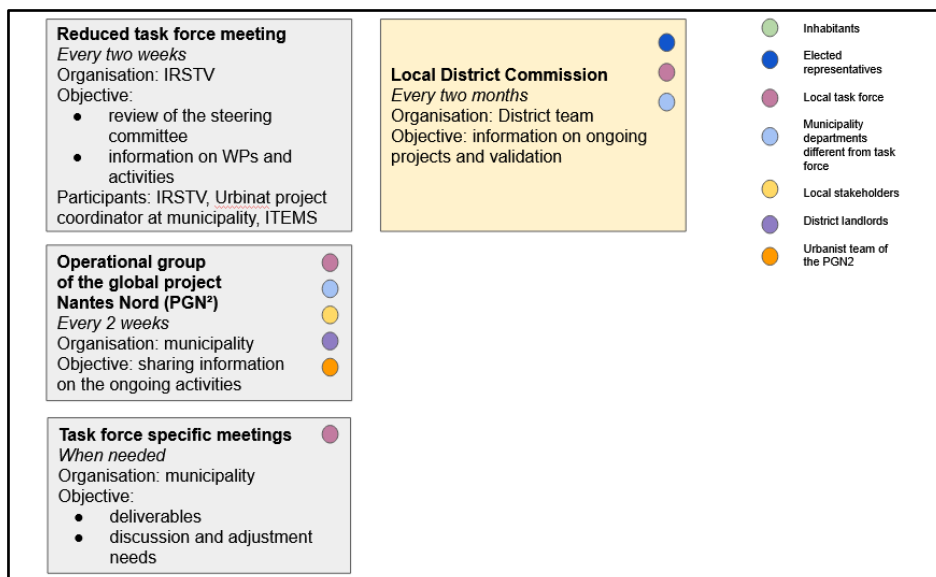 Reduced task force meeting
Every two weeks
Organisation: IRSTV
Objective:
● review of the steering
committee
● information on WPs and
activities
Participants: IRSTV, Urbinat project
coordinator at municipality, ITEMS
Local District Commission
Every two months
Organisation: District team
Objective: information on ongoing
projects and validation
Operational group
of the global project
Nantes Nord (PGN²)
Every 2 weeks
Organisation: municipality
Objective: sharing information
on the ongoing activities
Task force specific meetings
When needed
Organisation: municipality
Objective:
● deliverables
● discussion and adjustment
needs
Inhabitants
Elected
representatives
Local task force
Municipality
departments
different from task
force
Local stakeholders
District landlords
Urbanist team of
the PGN2